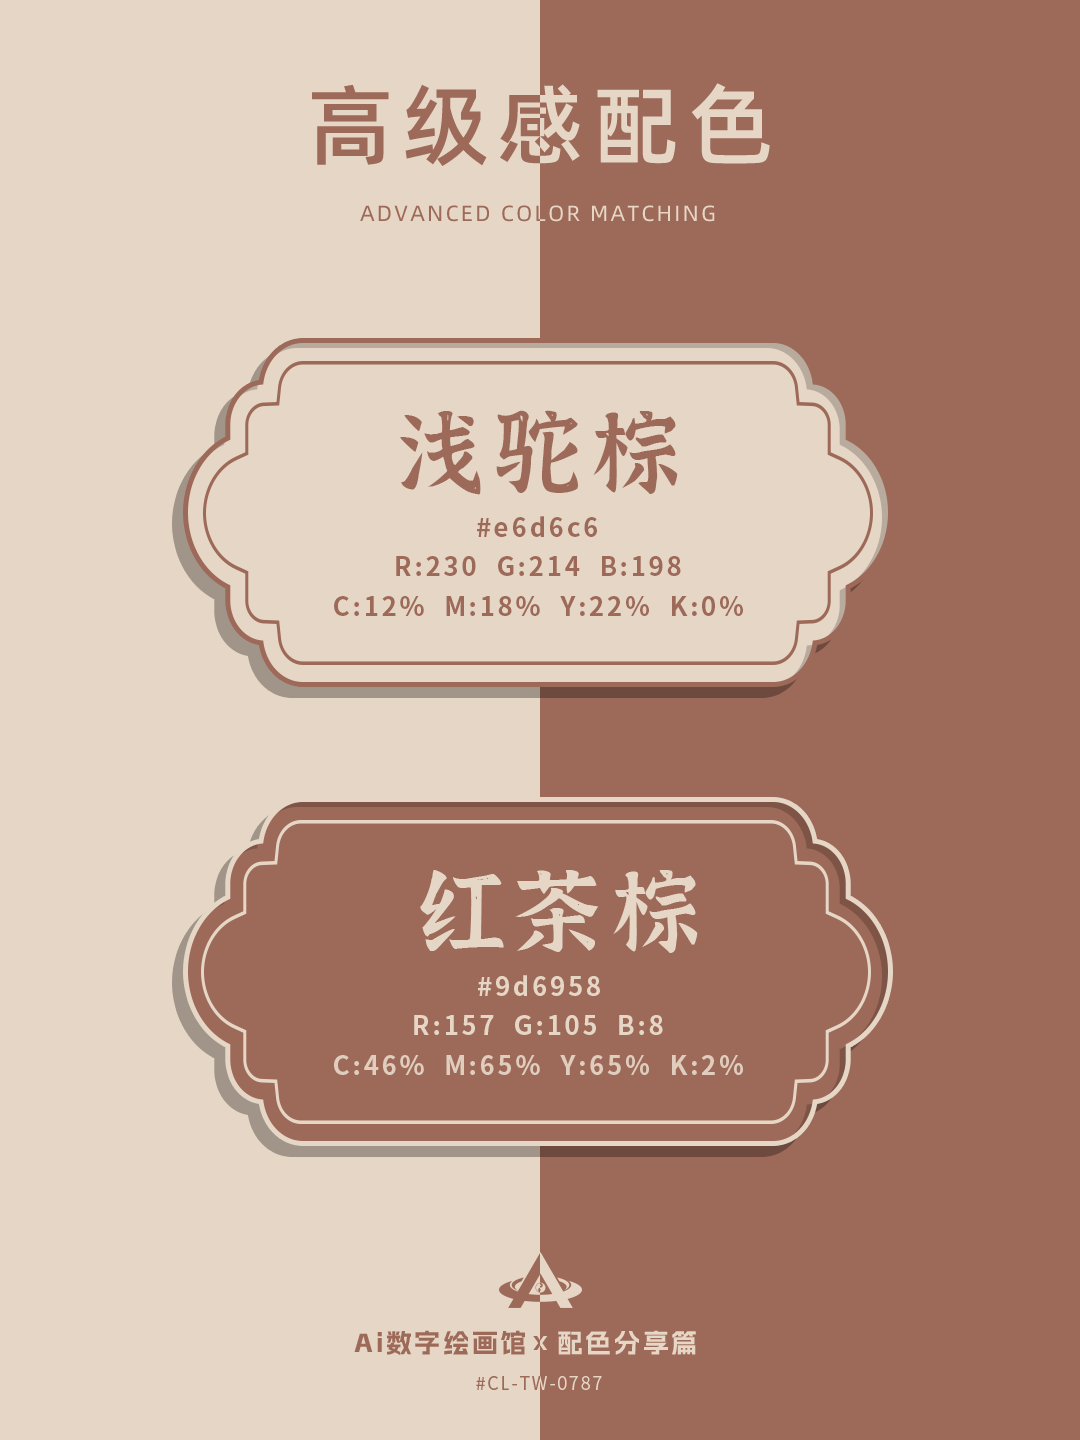 高级感配色
ADVANCED COLOR MATCHING
浅驼棕
#e6d6c6
R:230 G:214 B:198
C:12% M:18% Y:22% K:0%
红茶棕
#9d6958
R:157 G:105 B:8
C:46% M:65% Y:65% K:2%
Ai数字绘画馆 x 配色分享篇
#CL-TW-0787